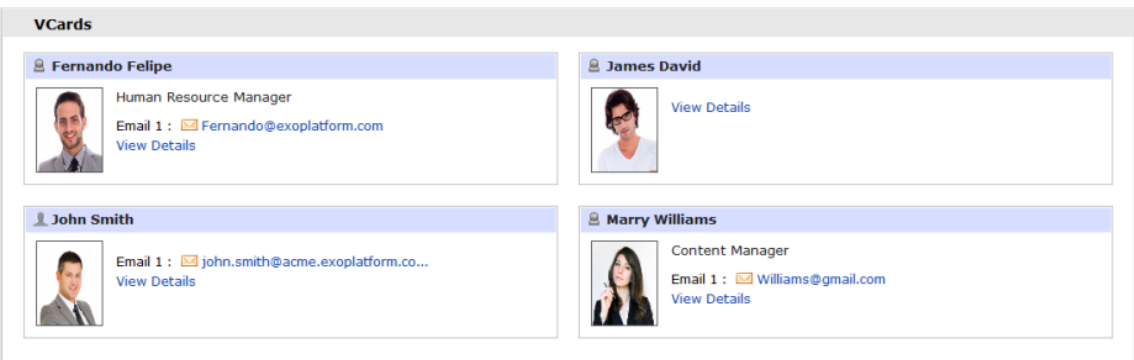 VCards
Fernando Felipe
Human Resource Manager
Email 1 : Fernando@exoplatform.com
View Details
James David
View Details
John Smith
Email 1 : john.smith@acme.exoplatform.co...
View Details
Marry Williams
Content Manager
Email 1 : Williams@gmail.com
View Details